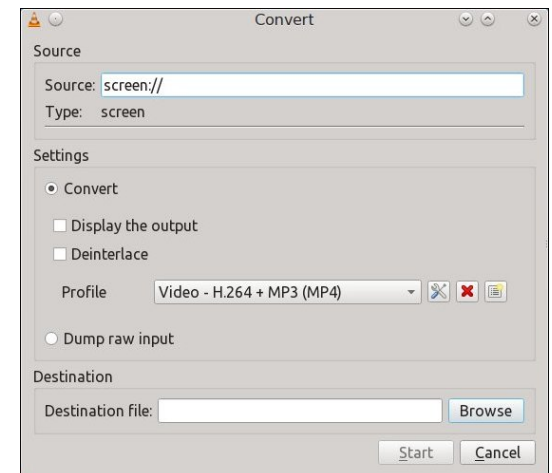 Convert
Source
Source: screen://
Type: screen
Settings
Convert
Display the output
Deinterlace
Profile Video - H.264 + MP3 (MP4)
Dump raw input
Destination
Destination file: Browse
Start Cancel